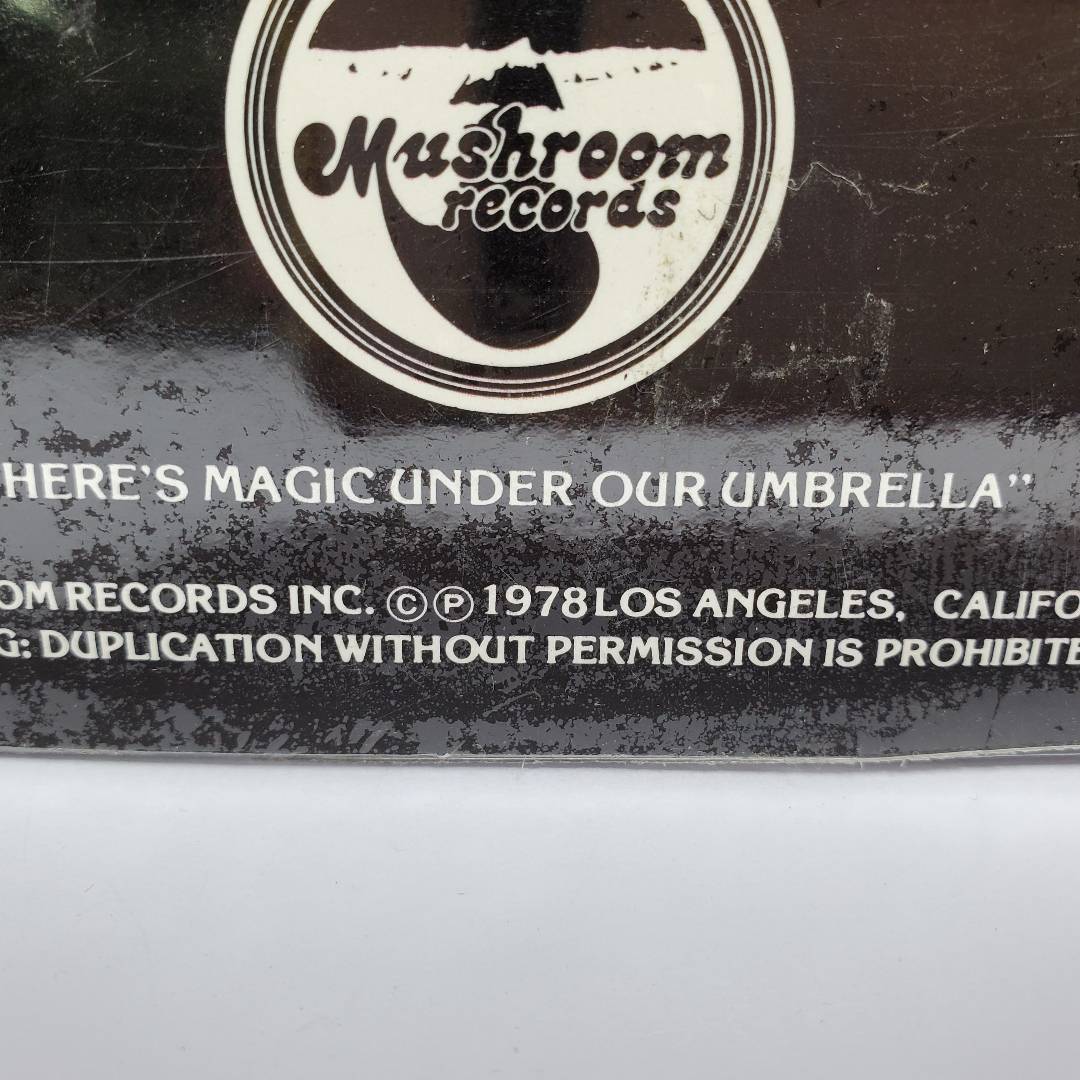 Mushroom
records
HERE'S MAGIC UNDER OUR UMBRELLA"
OM RECORDS INC. ©℗ 1978 LOS ANGELES, CALIFO
G: DUPLICATION WITHOUT PERMISSION IS PROHIBITE